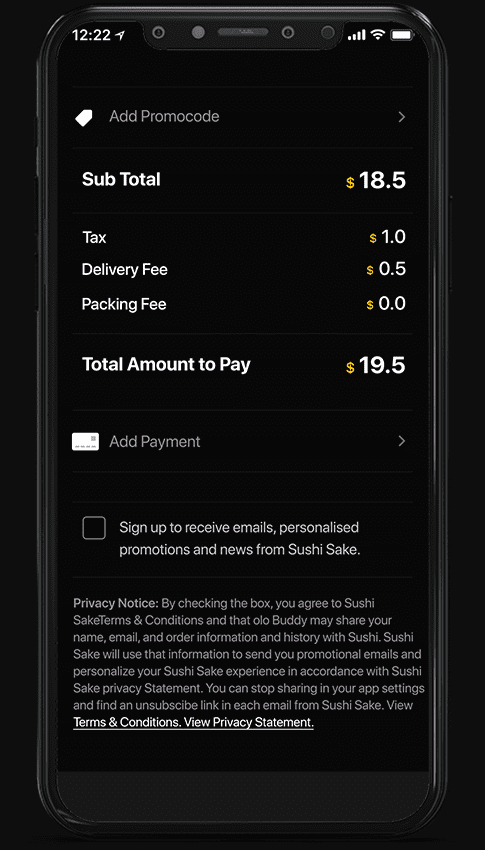 12:22
Add Promocode
Sub Total $ 18.5
Tax $ 1.0
Delivery Fee $ 0.5
Packing Fee $ 0.0
Total Amount to Pay $ 19.5
Add Payment
Sign up to receive emails, personalised
promotions and news from Sushi Sake.
Privacy Notice: By checking the box, you agree to Sushi
SakeTerms & Conditions and that olo Buddy may share your
name, email, and order information and history with Sushi. Sushi
Sake will use that information to send you promotional emails and
personalize your Sushi Sake experience in accordance with Sushi
Sake privacy Statement. You can stop sharing in your app settings
and find an unsubscibe link in each email from Sushi Sake. View
Terms & Conditions. View Privacy Statement.